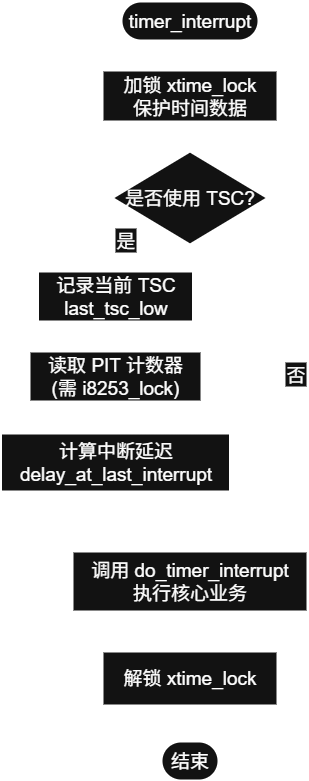 timer_interrupt
加锁 xtime_lock
保护时间数据
是否使用 TSC?
是
记录当前 TSC
last_tsc_low
读取 PIT 计数器
(需 i8253_lock)
否
计算中断延迟
delay_at_last_interrupt
调用 do_timer_interrupt
执行核心业务
解锁 xtime_lock
结束